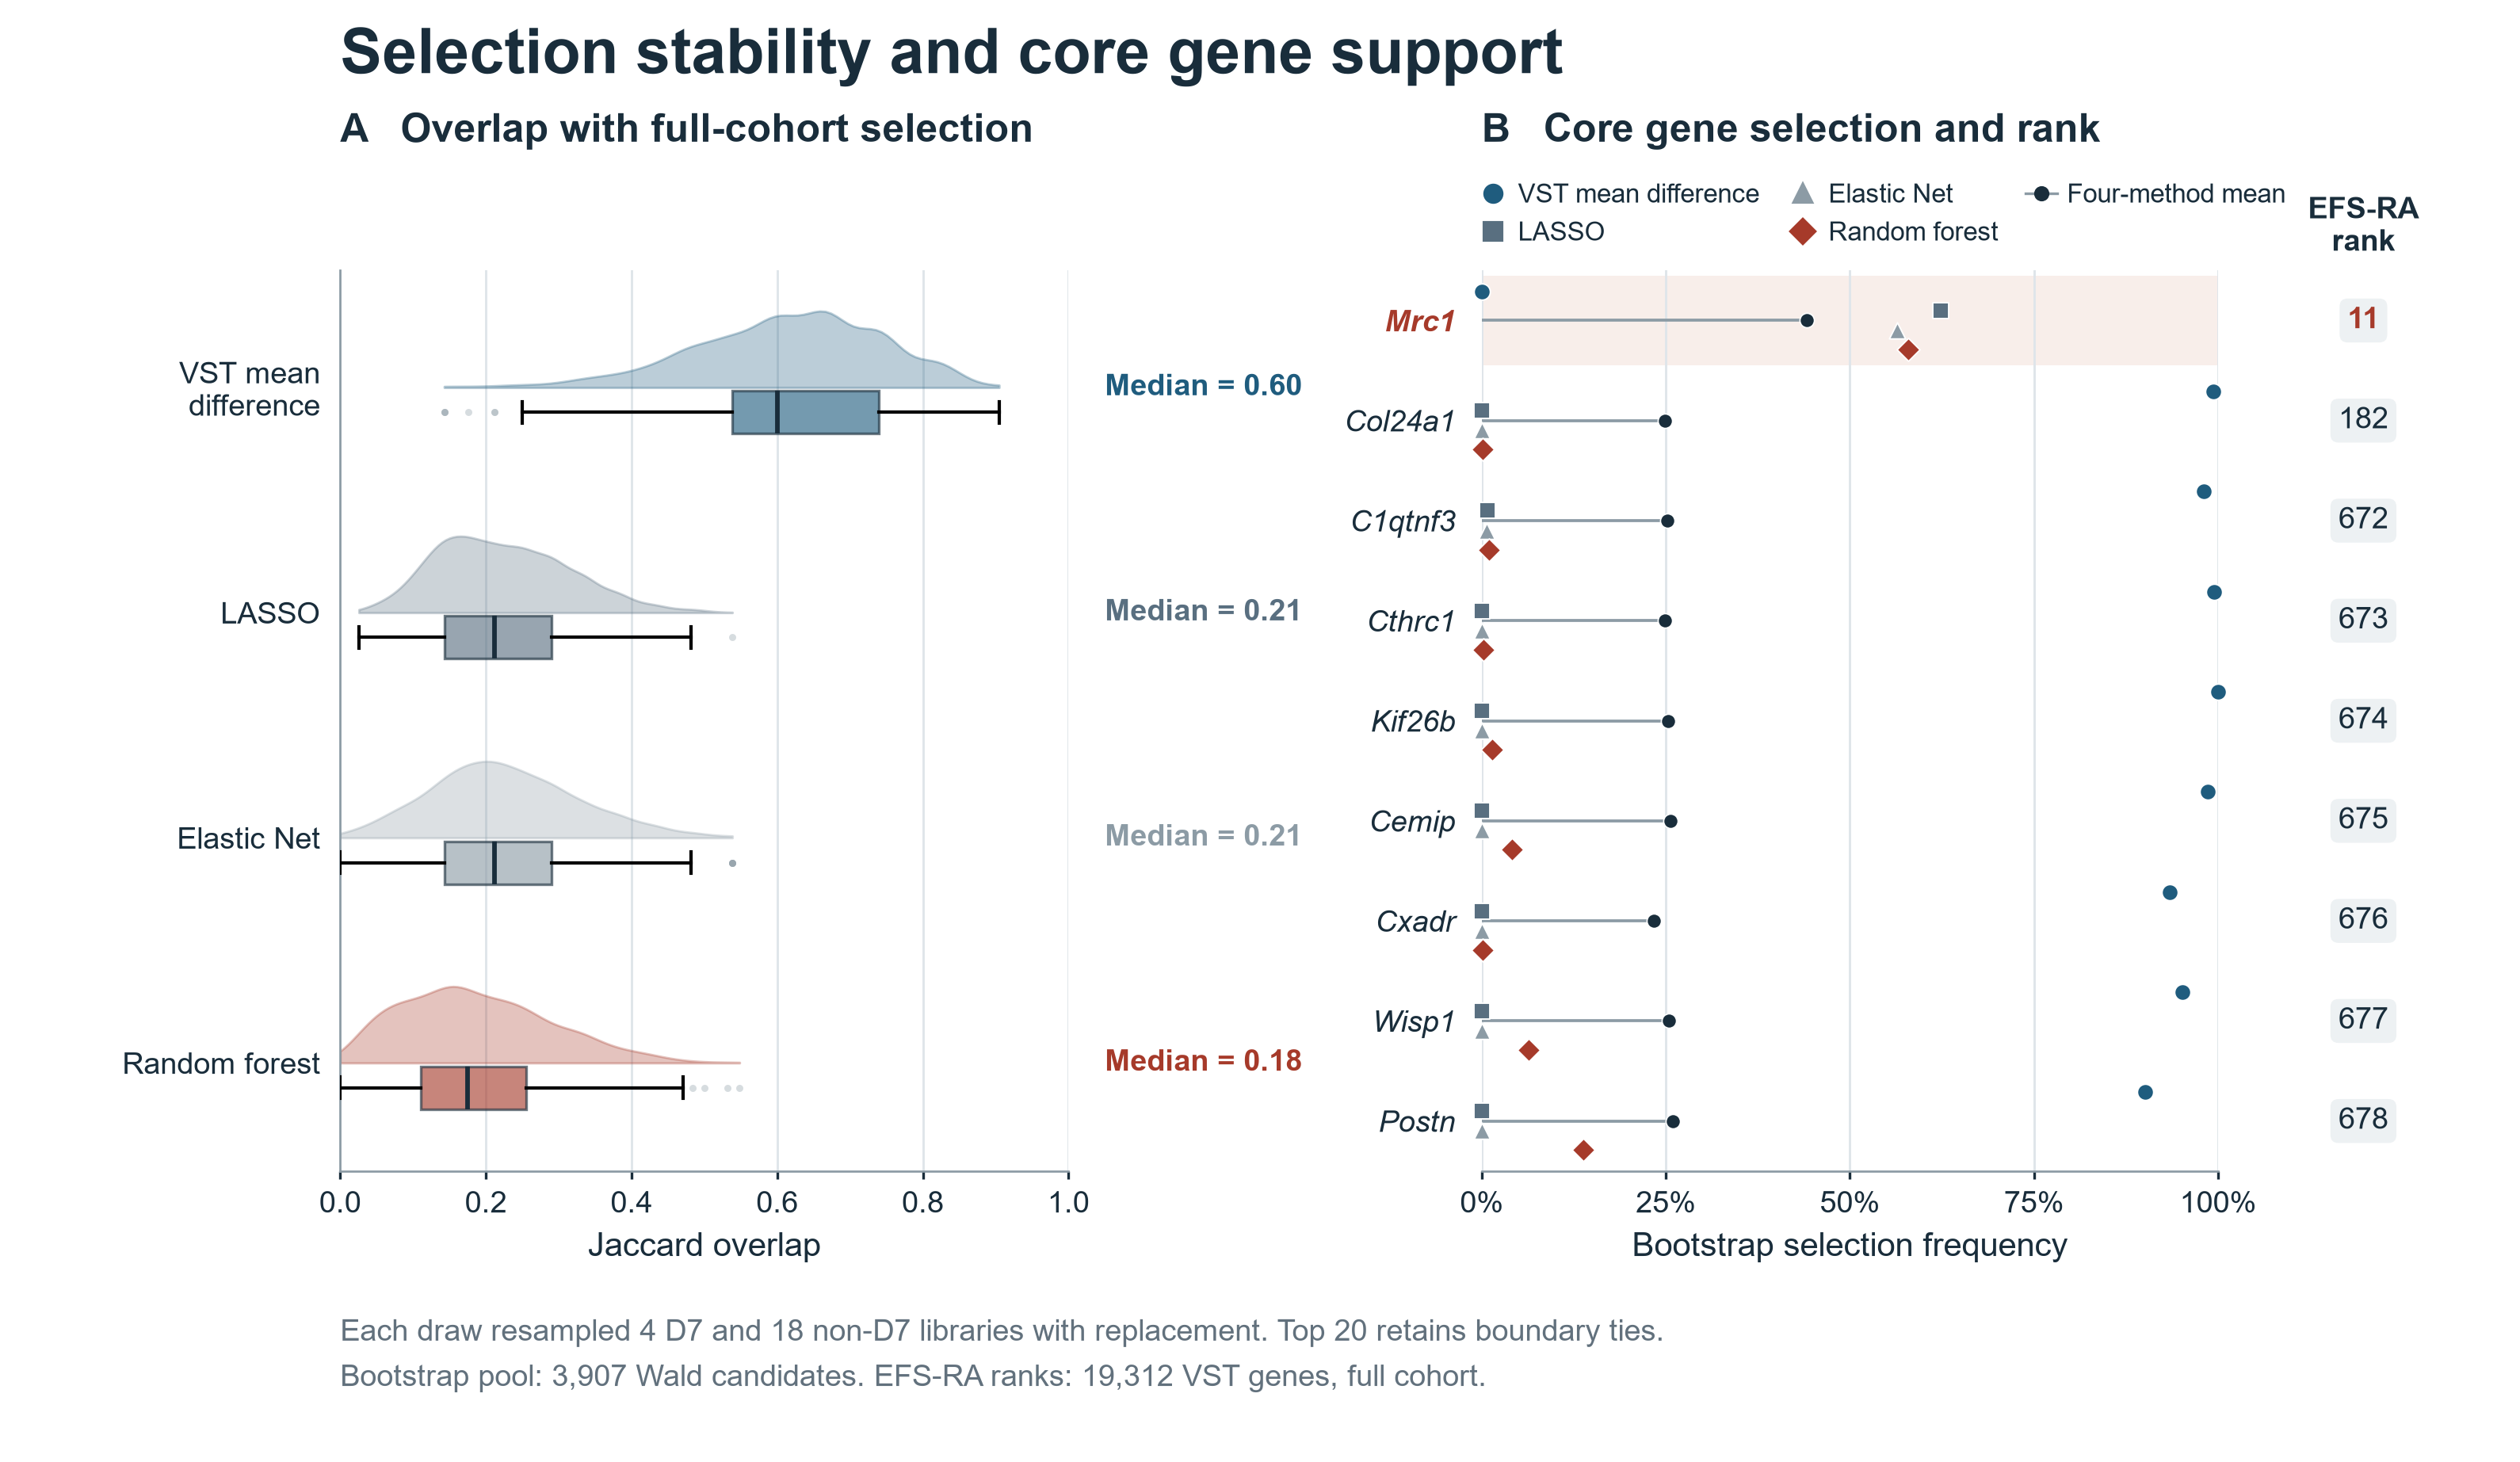 Selection stability and core gene support
A Overlap with full-cohort selection
VST mean
difference
LASSO
Elastic Net
Random forest
Median = 0.60
Median = 0.21
Median = 0.21
Median = 0.18
0.0 0.2 0.4 0.6 0.8 1.0
Jaccard overlap
B Core gene selection and rank
VST mean difference Elastic Net Four-method mean
LASSO Random forest
EFS-RA
rank
Mrc1 11
Col24a1 182
C1qtnf3 672
Cthrc1 673
Kif26b 674
Cemip 675
Cxadr 676
Wisp1 677
Postn 678
0% 25% 50% 75% 100%
Bootstrap selection frequency
Each draw resampled 4 D7 and 18 non-D7 libraries with replacement. Top 20 retains boundary ties.
Bootstrap pool: 3,907 Wald candidates. EFS-RA ranks: 19,312 VST genes, full cohort.